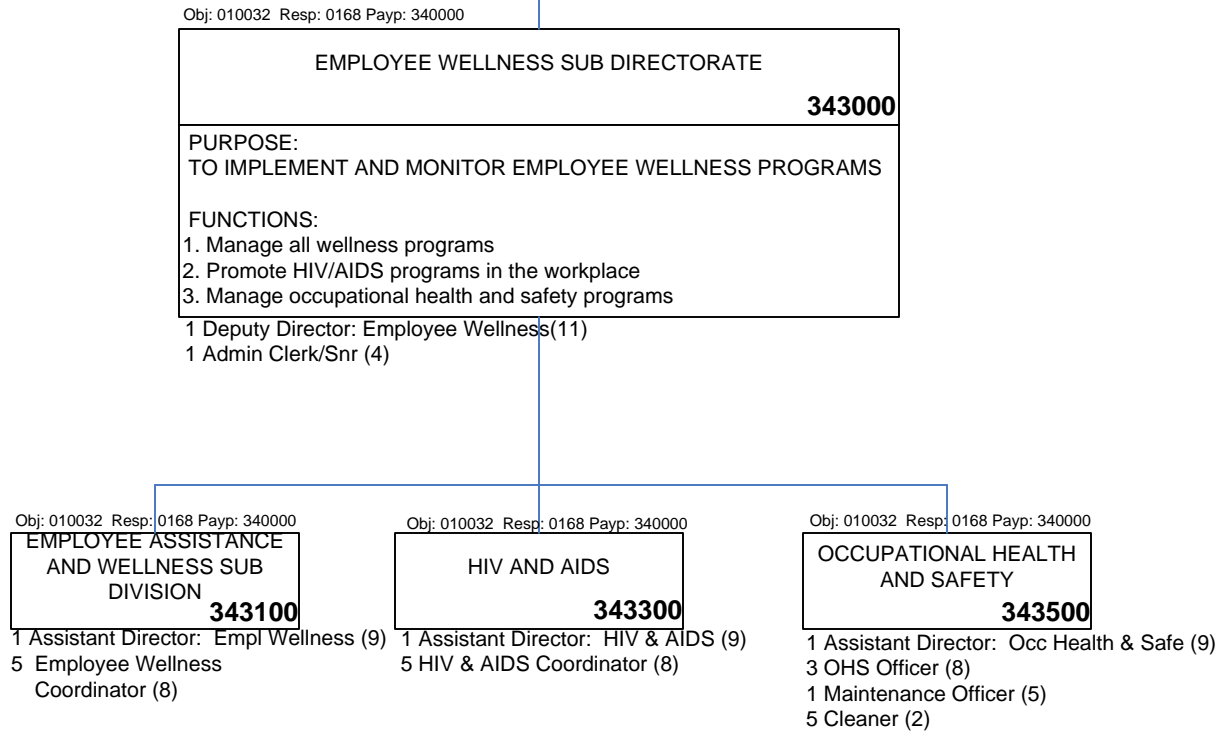 Obj: 010032 Resp: 0168 Payp: 340000
EMPLOYEE WELLNESS SUB DIRECTORATE
343000
PURPOSE:
TO IMPLEMENT AND MONITOR EMPLOYEE WELLNESS PROGRAMS
FUNCTIONS:
1. Manage all wellness programs
2. Promote HIV/AIDS programs in the workplace
3. Manage occupational health and safety programs
1 Deputy Director: Employee Wellness(11)
1 Admin Clerk/Snr (4)
Obj: 010032 Resp: 0168 Payp: 340000
EMPLOYEE ASSISTANCE
AND WELLNESS SUB
DIVISION
343100
1 Assistant Director: Empl Wellness (9)
5 Employee Wellness
Coordinator (8)
Obj: 010032 Resp: 0168 Payp: 340000
HIV AND AIDS
343300
1 Assistant Director: HIV & AIDS (9)
5 HIV & AIDS Coordinator (8)
Obj: 010032 Resp: 0168 Payp: 340000
OCCUPATIONAL HEALTH
AND SAFETY
343500
1 Assistant Director: Occ Health & Safe (9)
3 OHS Officer (8)
1 Maintenance Officer (5)
5 Cleaner (2)